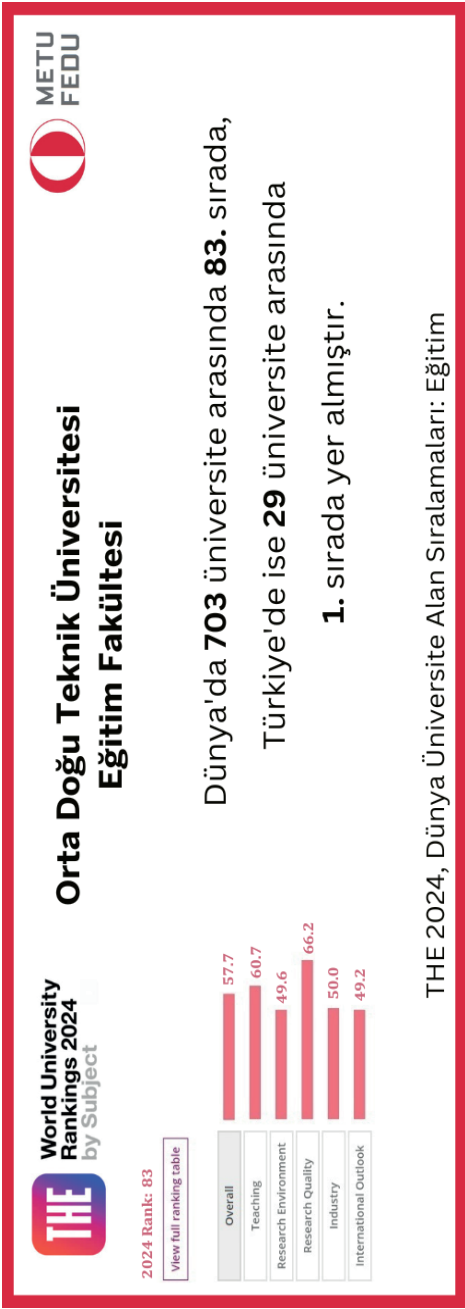 THE
World University
Rankings 2024
by Subject
Orta Doğu Teknik Üniversitesi
Eğitim Fakültesi
METU
FEDU
2024 Rank: 83
View full ranking table
Overall 57.7
Teaching 60.7
Research Environment 49.6
Research Quality 66.2
Industry 50.0
International Outlook 49.2
Dünya'da 703 üniversite arasında 83. sırada,
Türkiye'de ise 29 üniversite arasında
1. sırada yer almıştır.
THE 2024, Dünya Üniversite Alan Sıralamaları: Eğitim